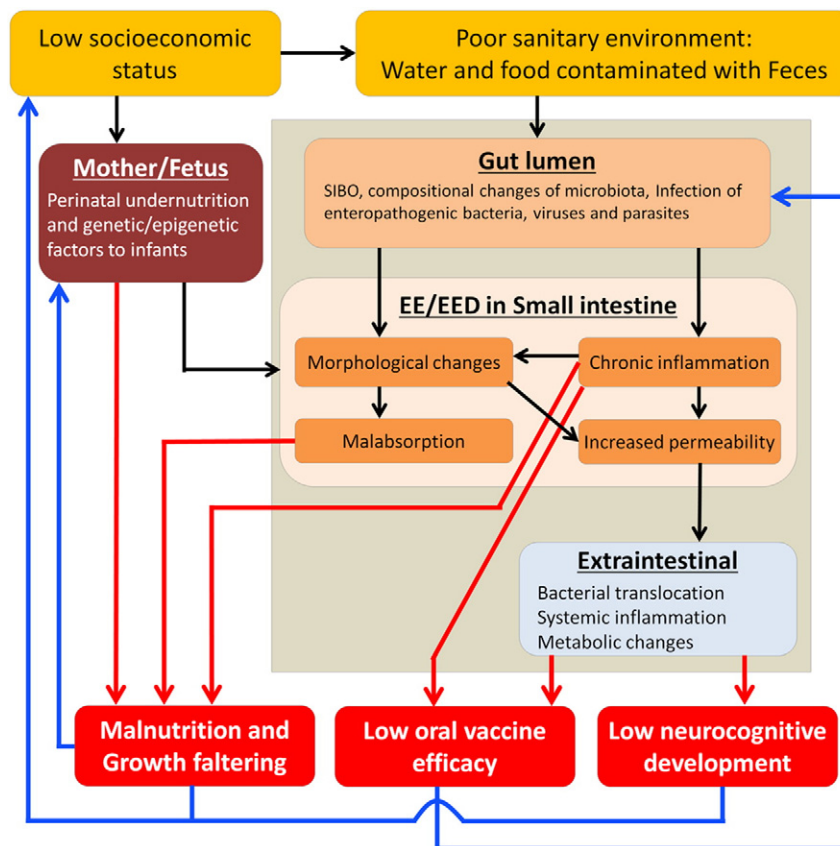 Low socioeconomic
status
Poor sanitary environment:
Water and food contaminated with Feces
Mother/Fetus
Perinatal undernutrition
and genetic/epigenetic
factors to infants
Gut lumen
SIBO, compositional changes of microbiota, Infection of
enteropathogenic bacteria, viruses and parasites
EE/EED in Small intestine
Morphological changes
Chronic inflammation
Malabsorption
Increased permeability
Extraintestinal
Bacterial translocation
Systemic inflammation
Metabolic changes
Malnutrition and
Growth faltering
Low oral vaccine
efficacy
Low neurocognitive
development